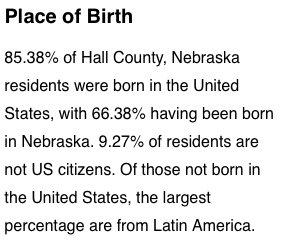 Place of Birth
85.38% of Hall County, Nebraska
residents were born in the United
States, with 66.38% having been born
in Nebraska. 9.27% of residents are
not US citizens. Of those not born in
the United States, the largest
percentage are from Latin America.